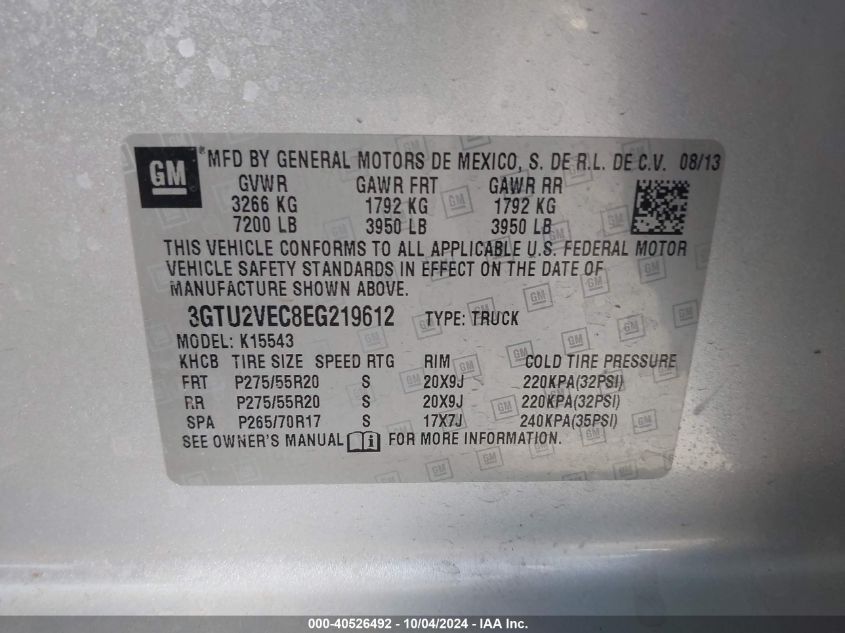 GM *MFD BY GENERAL MOTORS DE MEXICO, S. DE R.L. DE C.V. 08/13
GVWR GAWR FRT GAWR RR
3266 KG 1792 KG 1792 KG
7200 LB 3950 LB 3950 LB
THIS VEHICLE CONFORMS TO ALL APPLICABLE U.S. FEDERAL MOTOR
VEHICLE SAFETY STANDARDS IN EFFECT ON THE DATE OF
MANUFACTURE SHOWN ABOVE.
3GTU2VEC8EG219612 TYPE: TRUCK
MODEL: K15543
KHCB TIRE SIZE SPEED RTG RIM COLD TIRE PRESSURE
FRT P275/55R20 S 20X9J 220KPA(32PSI)
RR P275/55R20 S 20X9J 220KPA(32PSI)
SPA P265/70R17 S 17X7J 240KPA(35PSI)
SEE OWNER'S MANUAL i FOR MORE INFORMATION.
000-40526492 - 10/04/2024 - IAA Inc.